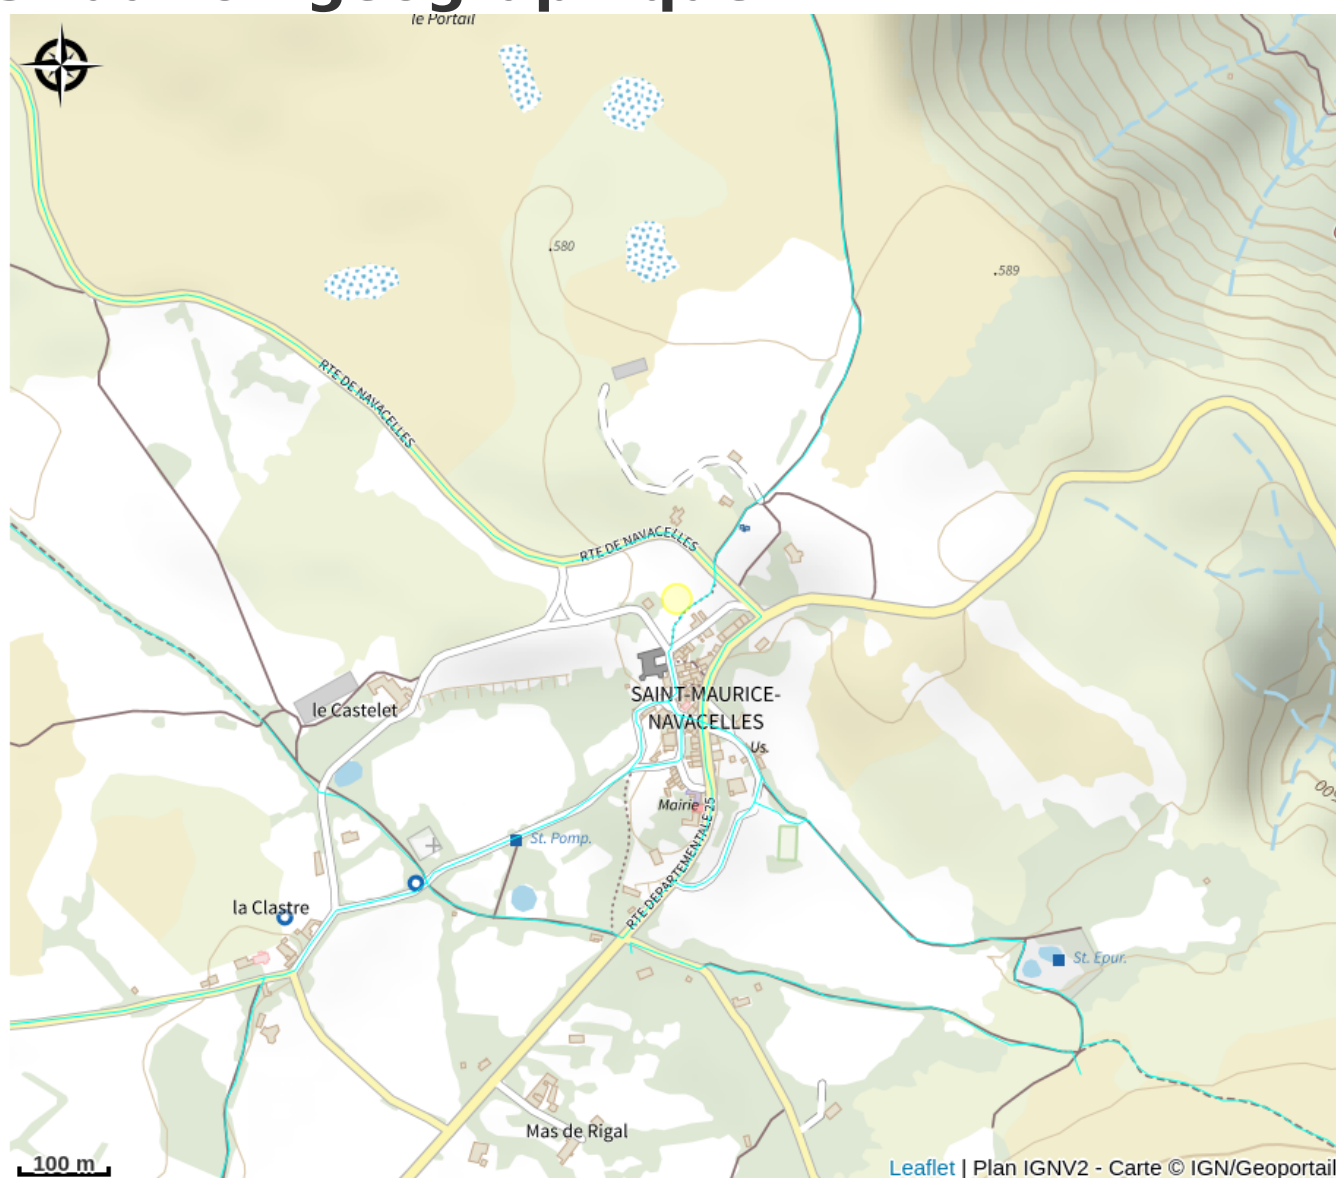 le Portail
580
589
RTE DE NAVACELLES
RTE DE NAVACELLES
SAINT-MAURICE-
NAVACELLES
le Castelet
Us.
Mairie
St. Pomp.
RTE DEPARTEMENTALE 25
la Clastre
St. Epur.
Mas de Rigal
100 m
Leaflet | Plan IGNV2 - Carte © IGN/Geoportail